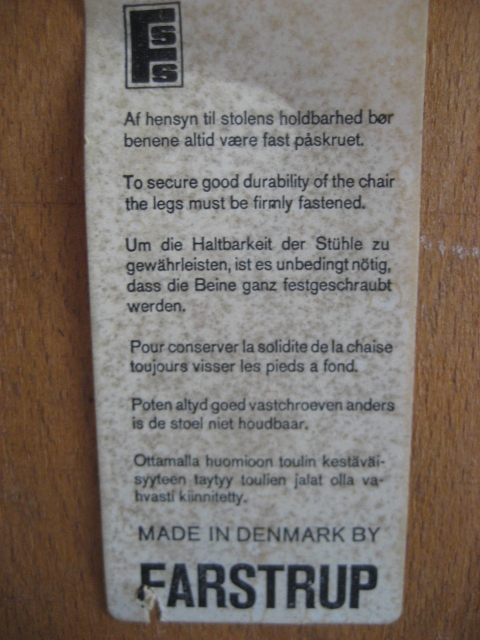 FSS
Af hensyn til stolens holdbarhed bør
benene altid være fast påskruet.
To secure good durability of the chair
the legs must be firmly fastened.
Um die Haltbarkeit der Stühle zu
gewährleisten, ist es unbedingt nötig,
dass die Beine ganz festgeschraubt
werden.
Pour conserver la solidite de la chaise
toujours visser les pieds a fond.
Poten altyd goed vastchroeven anders
is de stoel niet houdbaar.
Ottamalla huomioon toulin kestäväi-
syyteen taytyy toulien jalat olla va-
hvasti kiinnitetty.
MADE IN DENMARK BY
FARSTRUP